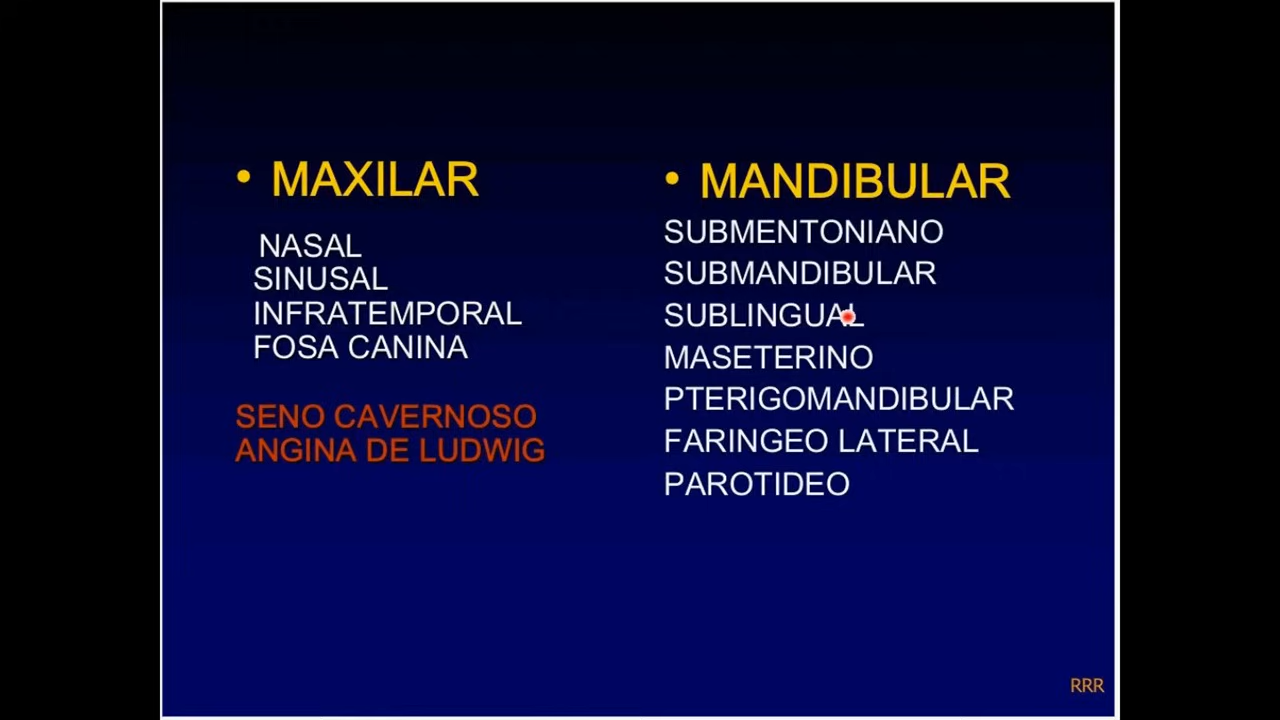 • MAXILAR
NASAL
SINUSAL
INFRATEMPORAL
FOSA CANINA
SENO CAVERNOSO
ANGINA DE LUDWIG
• MANDIBULAR
SUBMENTONIANO
SUBMANDIBULAR
SUBLINGUAL
MASETERINO
PTERIGOMANDIBULAR
FARINGEO LATERAL
PAROTIDEO
RRR